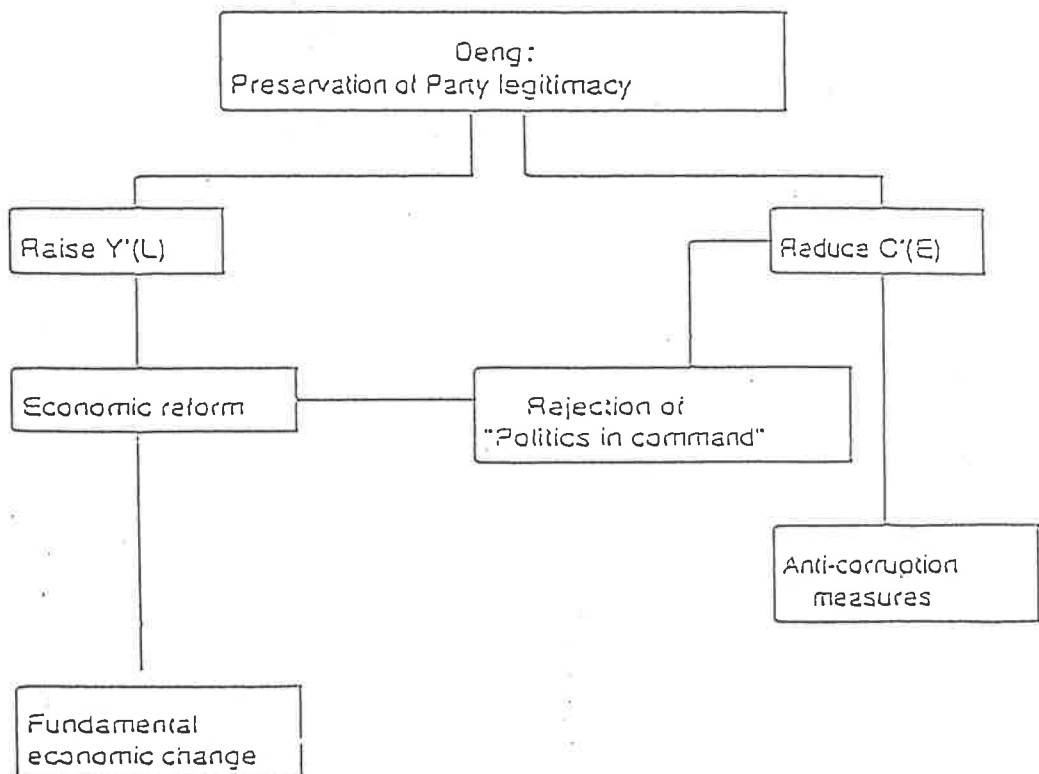 Deng:
Preservation of Party legitimacy
Raise Y'(L)
Reduce C'(E)
Economic reform
Rejection of
"Politics in command"
Anti-corruption
measures
Fundamental
economic change